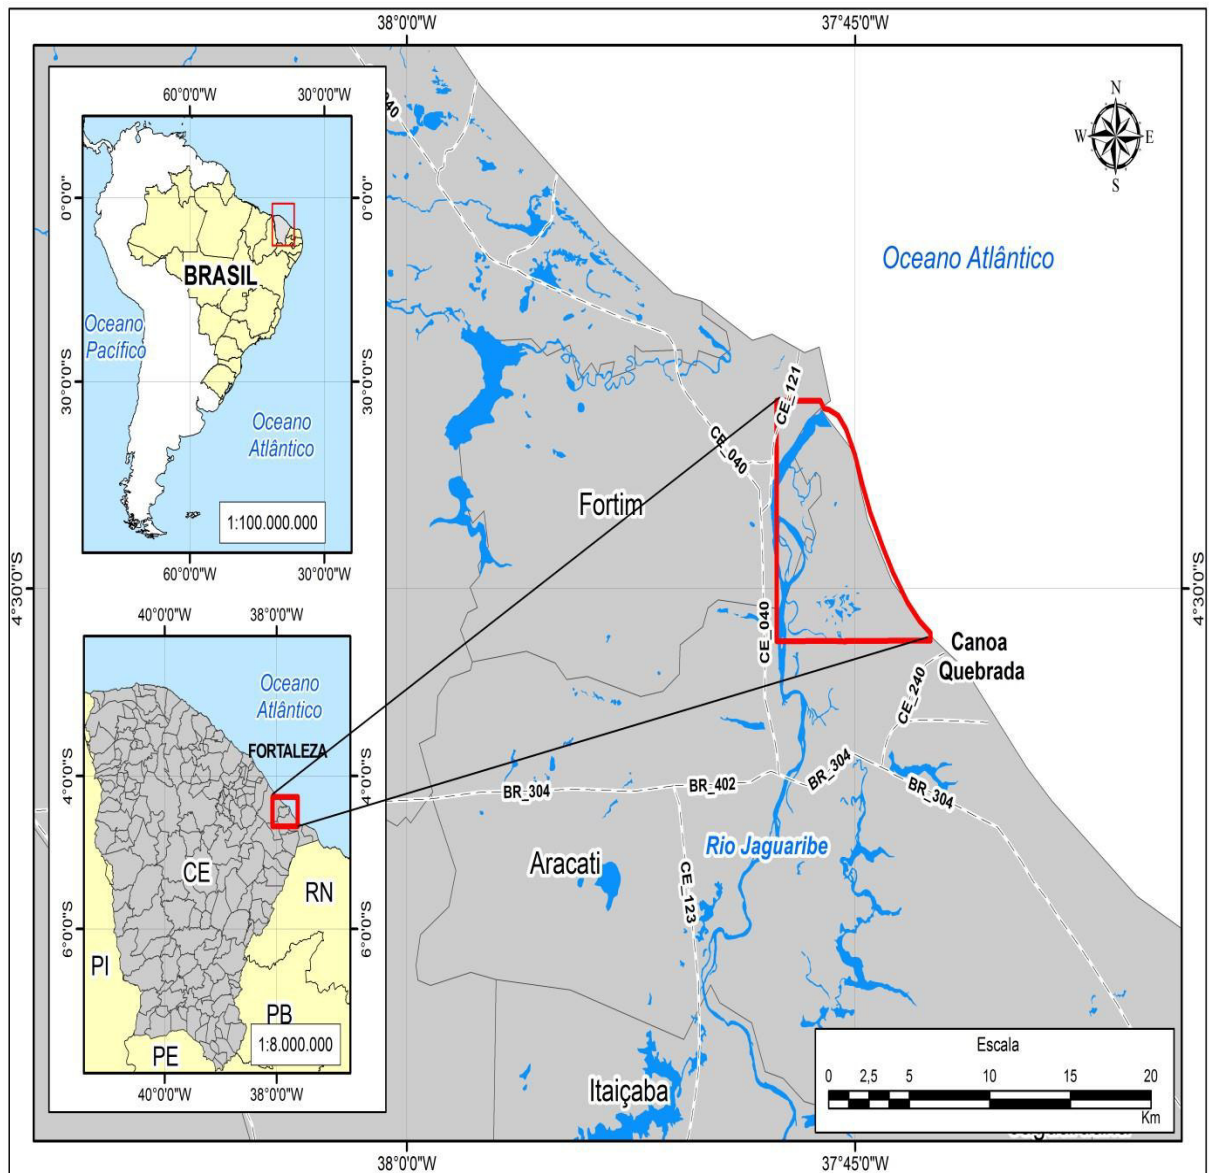 38°0'0"W
37°45'0"W
60°0'0"W
30°0'0"W
0°0'0"
0°0'0"
30°0'0"S
30°0'0"S
BRASIL
Oceano
Pacífico
Oceano
Atlântico
1:100.000.000
60°0'0"W
30°0'0"W
40°0'0"W
38°0'0"W
Oceano
Atlântico
FORTALEZA
4°0'0"S
4°0'0"S
CE
RN
6°0'0"S
6°0'0"S
PI
PB
PE
1:8.000.000
40°0'0"W
38°0'0"W
N
W
E
S
Oceano Atlântico
040
CE_121
CE_040
Fortim
4°30'0"S
4°30'0"S
CE_040
Canoa
Quebrada
CE_240
BR_304
BR_402
BR_304
BR_304
Rio Jaguaribe
Aracati
CE_123
Itaiçaba
Escala
0
2,5
5
10
15
20
Km
38°0'0"W
37°45'0"W